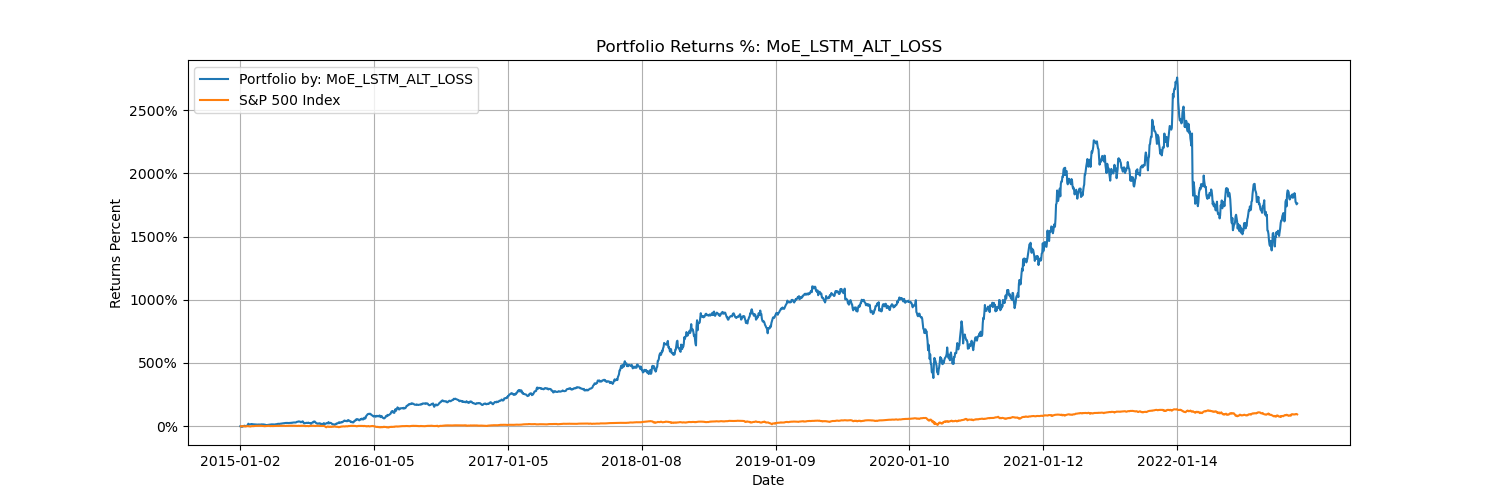 Portfolio Returns %: MoE_LSTM_ALT_LOSS
Portfolio by: MoE_LSTM_ALT_LOSS
S&P 500 Index
2500%
2000%
1500%
1000%
500%
0%
Returns Percent
2015-01-02 2016-01-05 2017-01-05 2018-01-08 2019-01-09 2020-01-10 2021-01-12 2022-01-14
Date